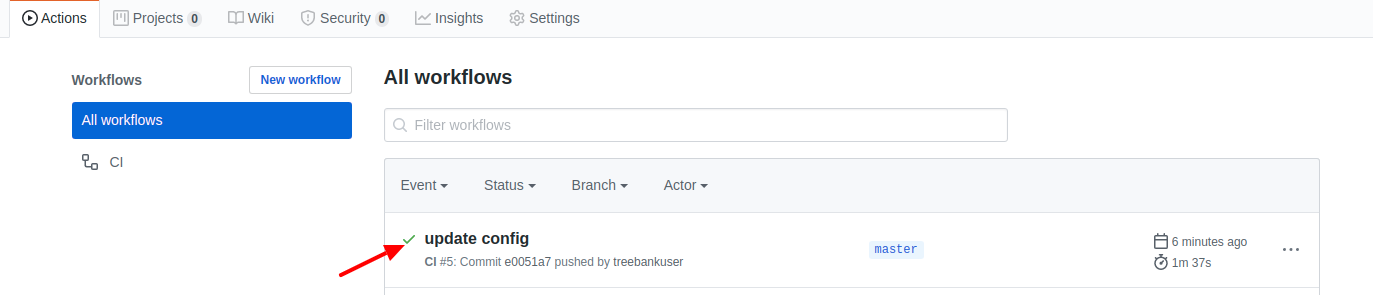 Actions Projects 0 Wiki Security 0 Insights Settings
Workflows New workflow
All workflows
CI
All workflows
Filter workflows
Event Status Branch Actor
update config
CI #5: Commit e0051a7 pushed by treebankuser
master
6 minutes ago
1m 37s